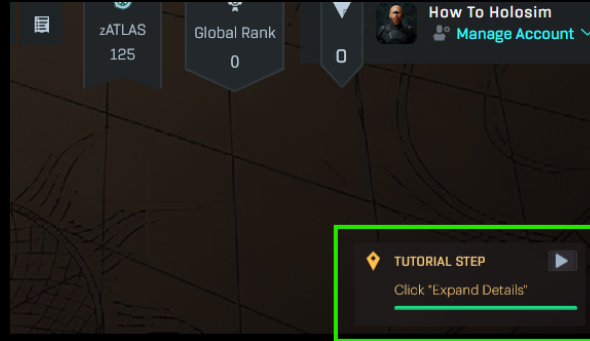 How To Holosim
zATLAS
Global Rank
Manage Account
125
0
0
TUTORIAL STEP
Click "Expand Details"